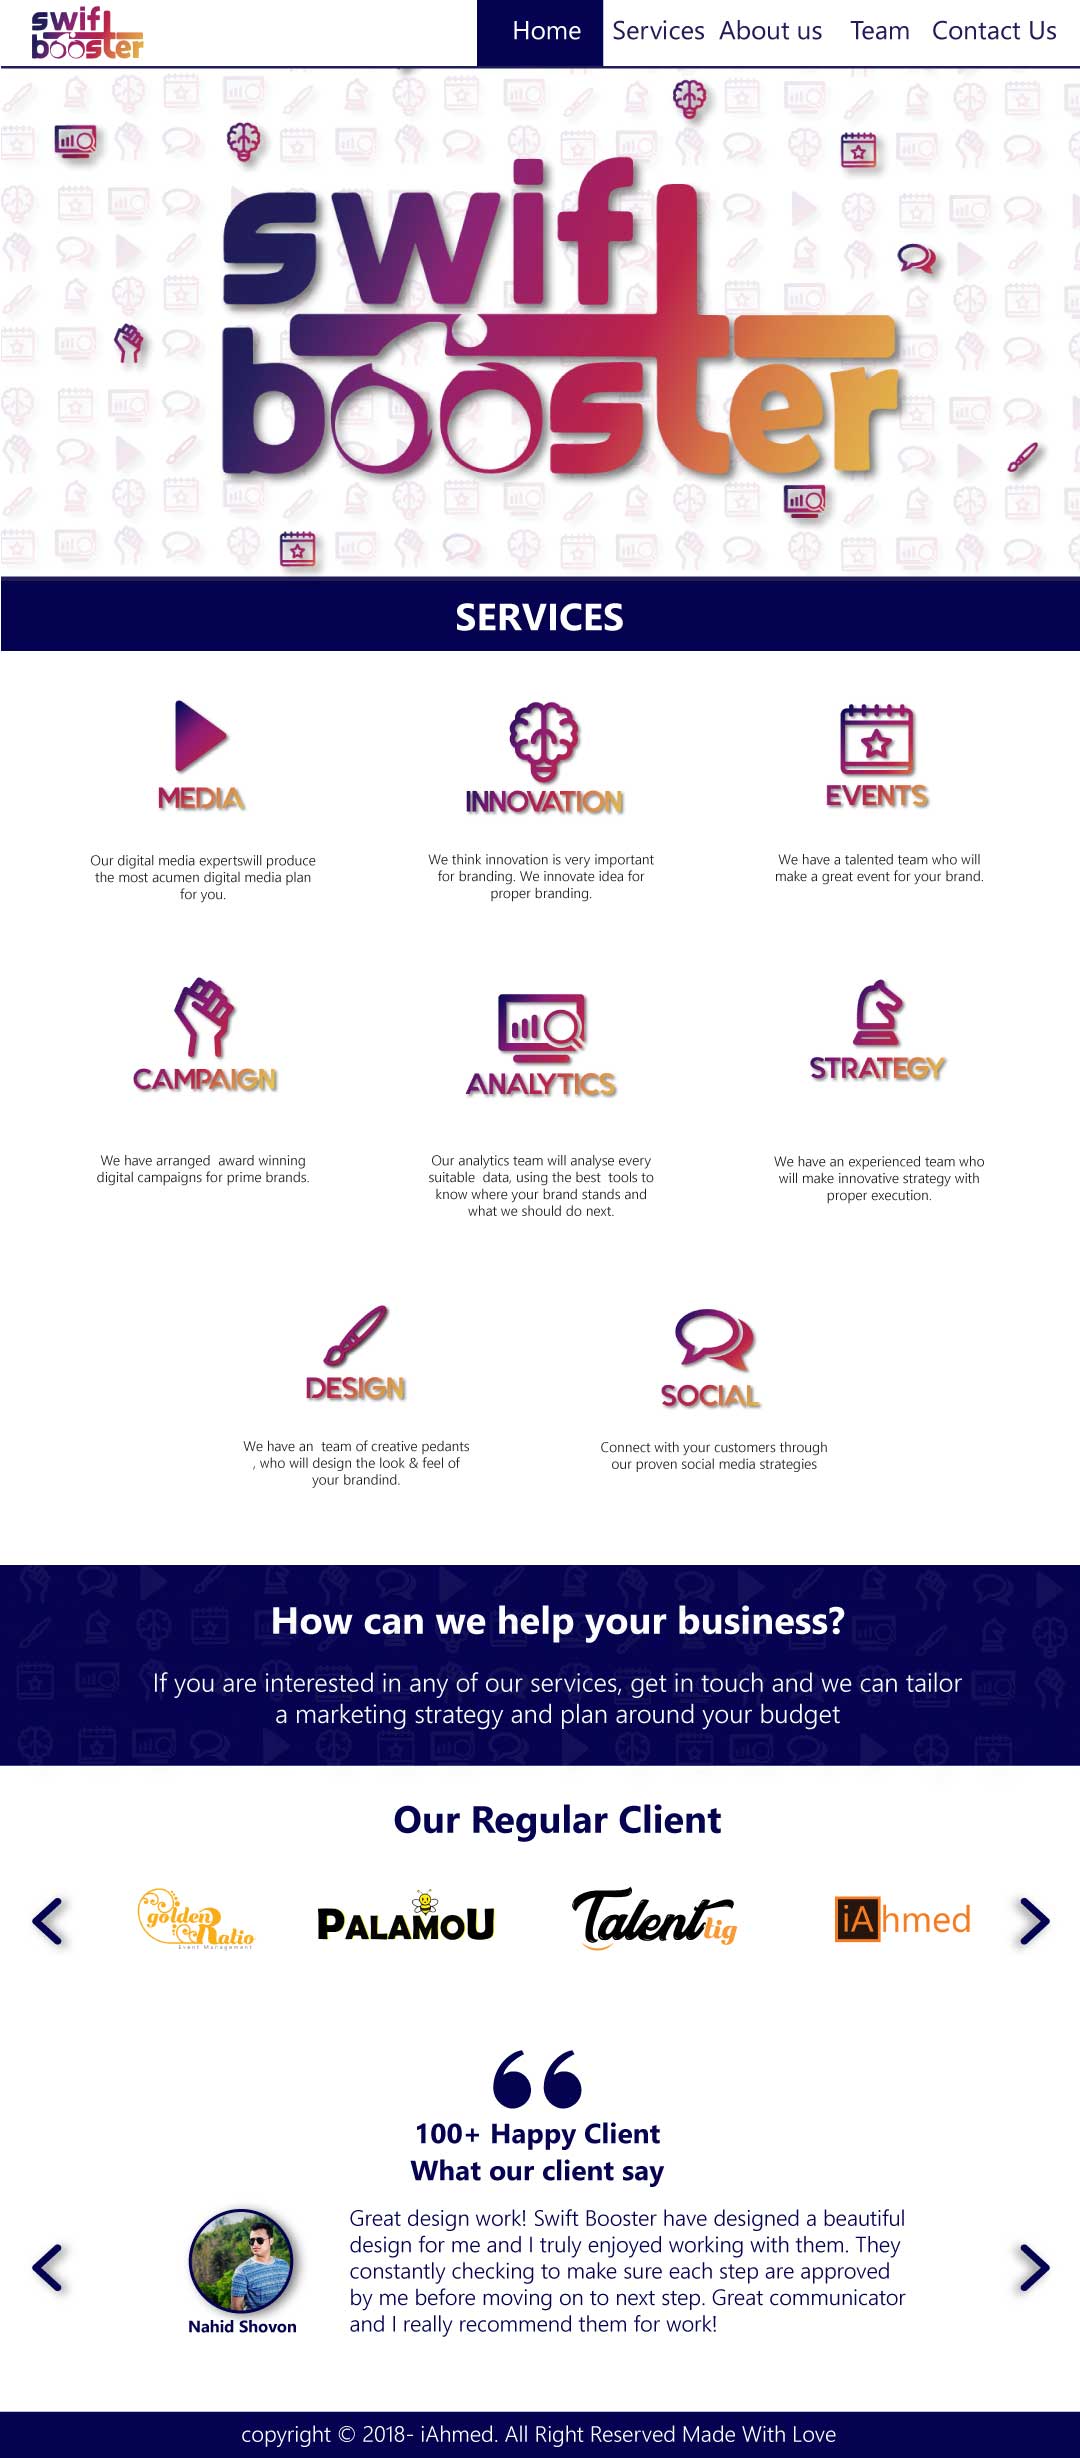 swift
booster
Home Services About us Team Contact Us
swift
booster
SERVICES
MEDIA
Our digital media expertswill produce
the most acumen digital media plan
for you.
INNOVATION
We think innovation is very important
for branding. We innovate idea for
proper branding.
EVENTS
We have a talented team who will
make a great event for your brand.
CAMPAIGN
We have arranged  award winning
digital campaigns for prime brands.
ANALYTICS
Our analytics team will analyse every
suitable  data, using the best  tools to
know where your brand stands and
what we should do next.
STRATEGY
We have an experienced team who
will make innovative strategy with
proper execution.
DESIGN
We have an  team of creative pedants
, who will design the look & feel of
your brandind.
SOCIAL
Connect with your customers through
our proven social media strategies
How can we help your business?
If you are interested in any of our services, get in touch and we can tailor
a marketing strategy and plan around your budget
Our Regular Client
golden
Ratio
Event Management
PALAMOU
Talenttig
iAhmed
100+ Happy Client
What our client say
Great design work! Swift Booster have designed a beautiful
design for me and I truly enjoyed working with them. They
constantly checking to make sure each step are approved
by me before moving on to next step. Great communicator
and I really recommend them for work!
Nahid Shovon
copyright © 2018- iAhmed. All Right Reserved Made With Love